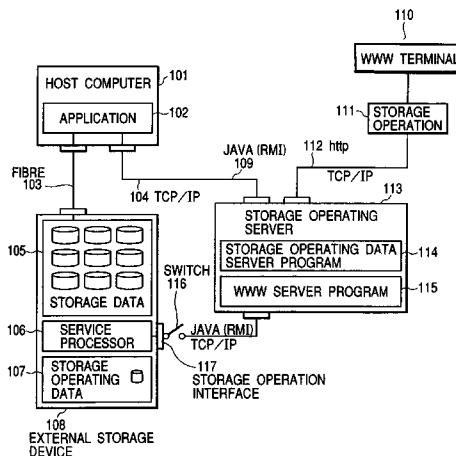 110
WWW TERMINAL
101
HOST COMPUTER
102
APPLICATION
111
STORAGE
OPERATION
JAVA (RMI)
109
112 http
TCP/IP
FIBRE
103
104 TCP/IP
113
STORAGE OPERATING
SERVER
STORAGE OPERATING DATA
SERVER PROGRAM
114
WWW SERVER PROGRAM
115
105
STORAGE DATA
SWITCH
116
106
SERVICE
PROCESSOR
JAVA (RMI)
TCP/IP
117
STORAGE OPERATION
INTERFACE
107
STORAGE
OPERATING
DATA
108
EXTERNAL STORAGE
DEVICE